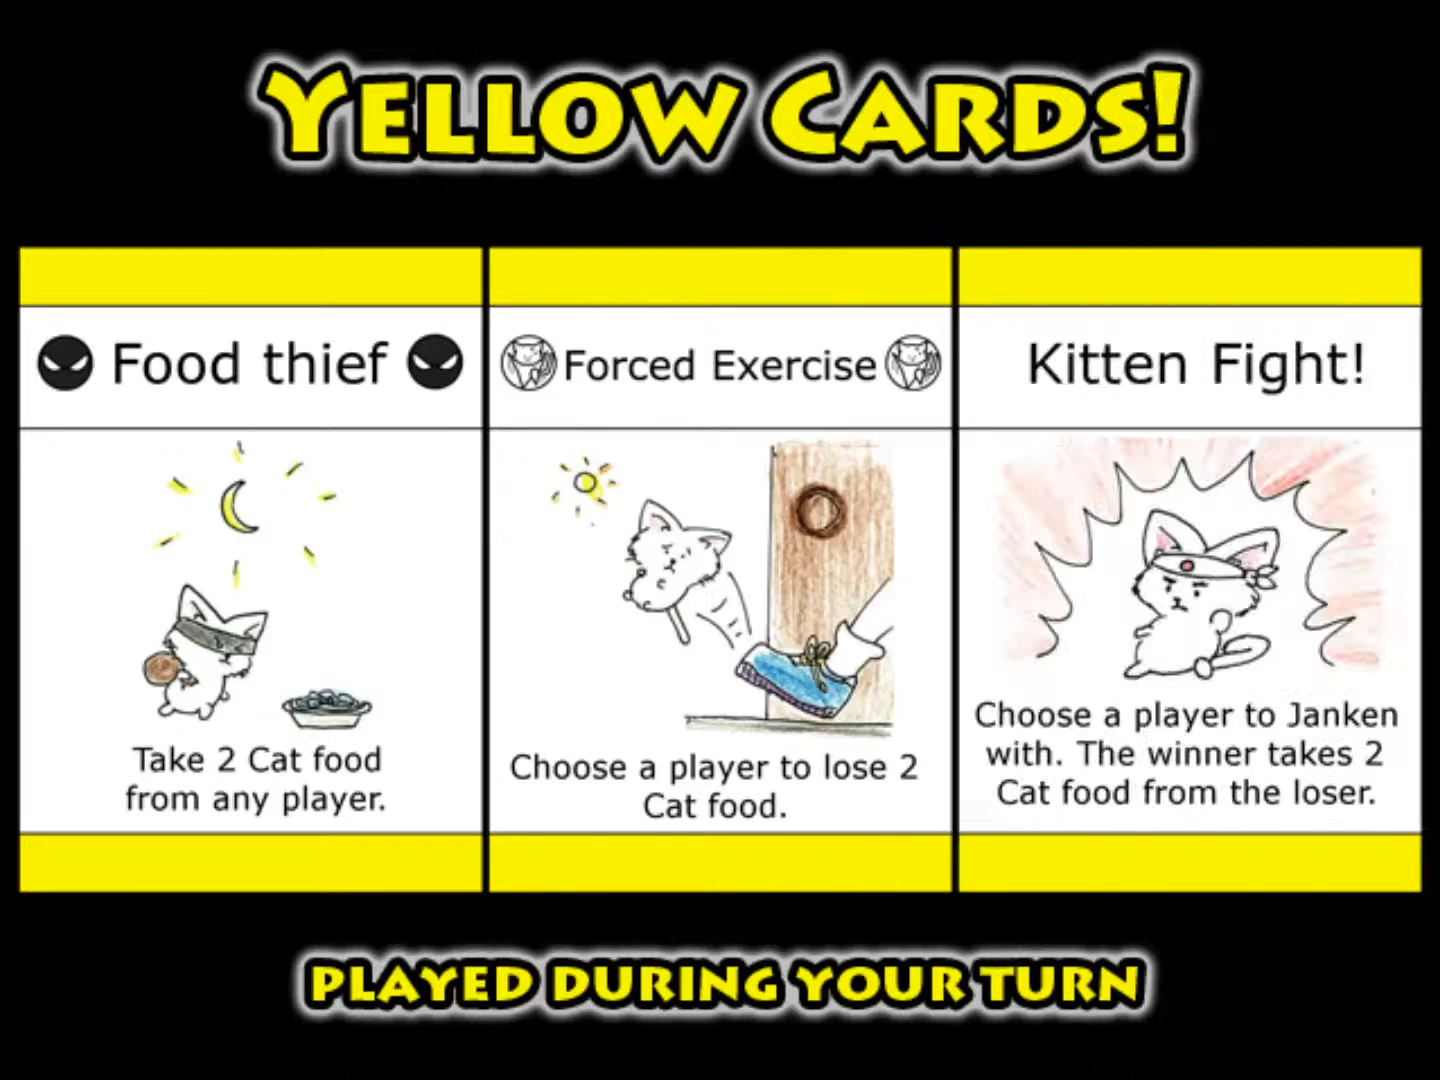 YELLOW CARDS!
Food thief
Take 2 Cat food
from any player.
Forced Exercise
Choose a player to lose 2
Cat food.
Kitten Fight!
Choose a player to Janken
with. The winner takes 2
Cat food from the loser.
PLAYED DURING YOUR TURN